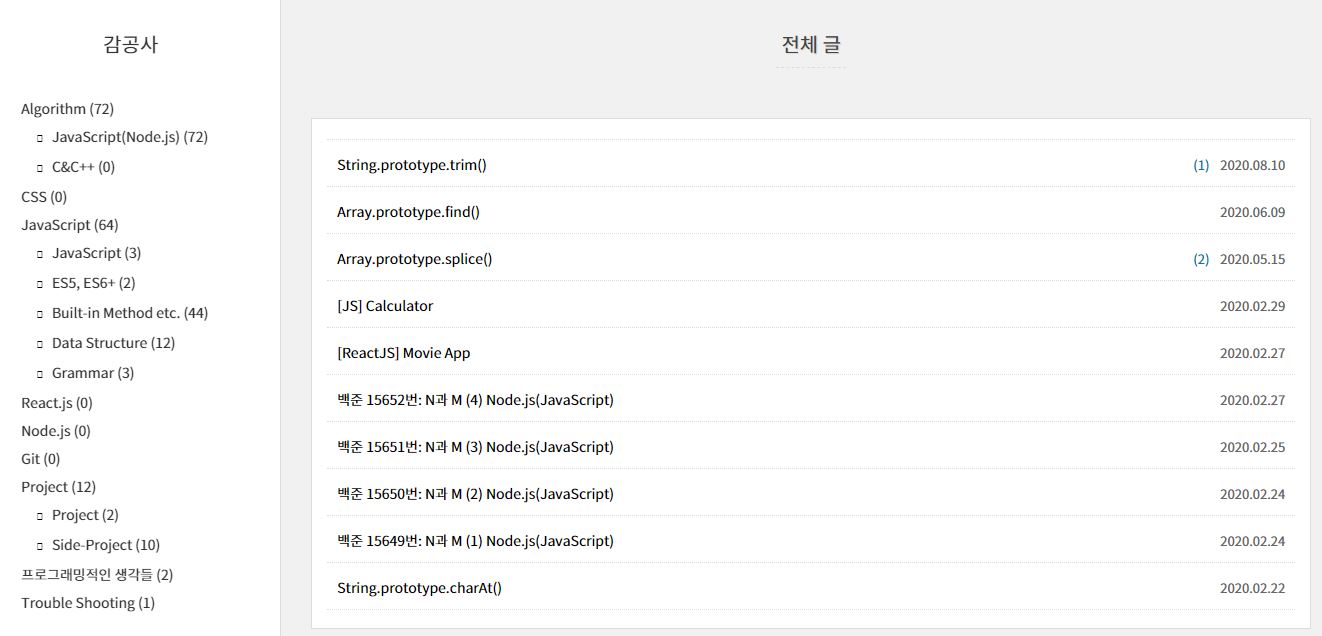 감공사
Algorithm (72)
JavaScript(Node.js) (72)
C&C++ (0)
CSS (0)
JavaScript (64)
JavaScript (3)
ES5, ES6+ (2)
Built-in Method etc. (44)
Data Structure (12)
Grammar (3)
React.js (0)
Node.js (0)
Git (0)
Project (12)
Project (2)
Side-Project (10)
프로그래밍적인 생각들 (2)
Trouble Shooting (1)
전체 글
String.prototype.trim() (1) 2020.08.10
Array.prototype.find() 2020.06.09
Array.prototype.splice() (2) 2020.05.15
[JS] Calculator 2020.02.29
[ReactJS] Movie App 2020.02.27
백준 15652번: N과 M (4) Node.js(JavaScript) 2020.02.27
백준 15651번: N과 M (3) Node.js(JavaScript) 2020.02.25
백준 15650번: N과 M (2) Node.js(JavaScript) 2020.02.24
백준 15649번: N과 M (1) Node.js(JavaScript) 2020.02.24
String.prototype.charAt() 2020.02.22